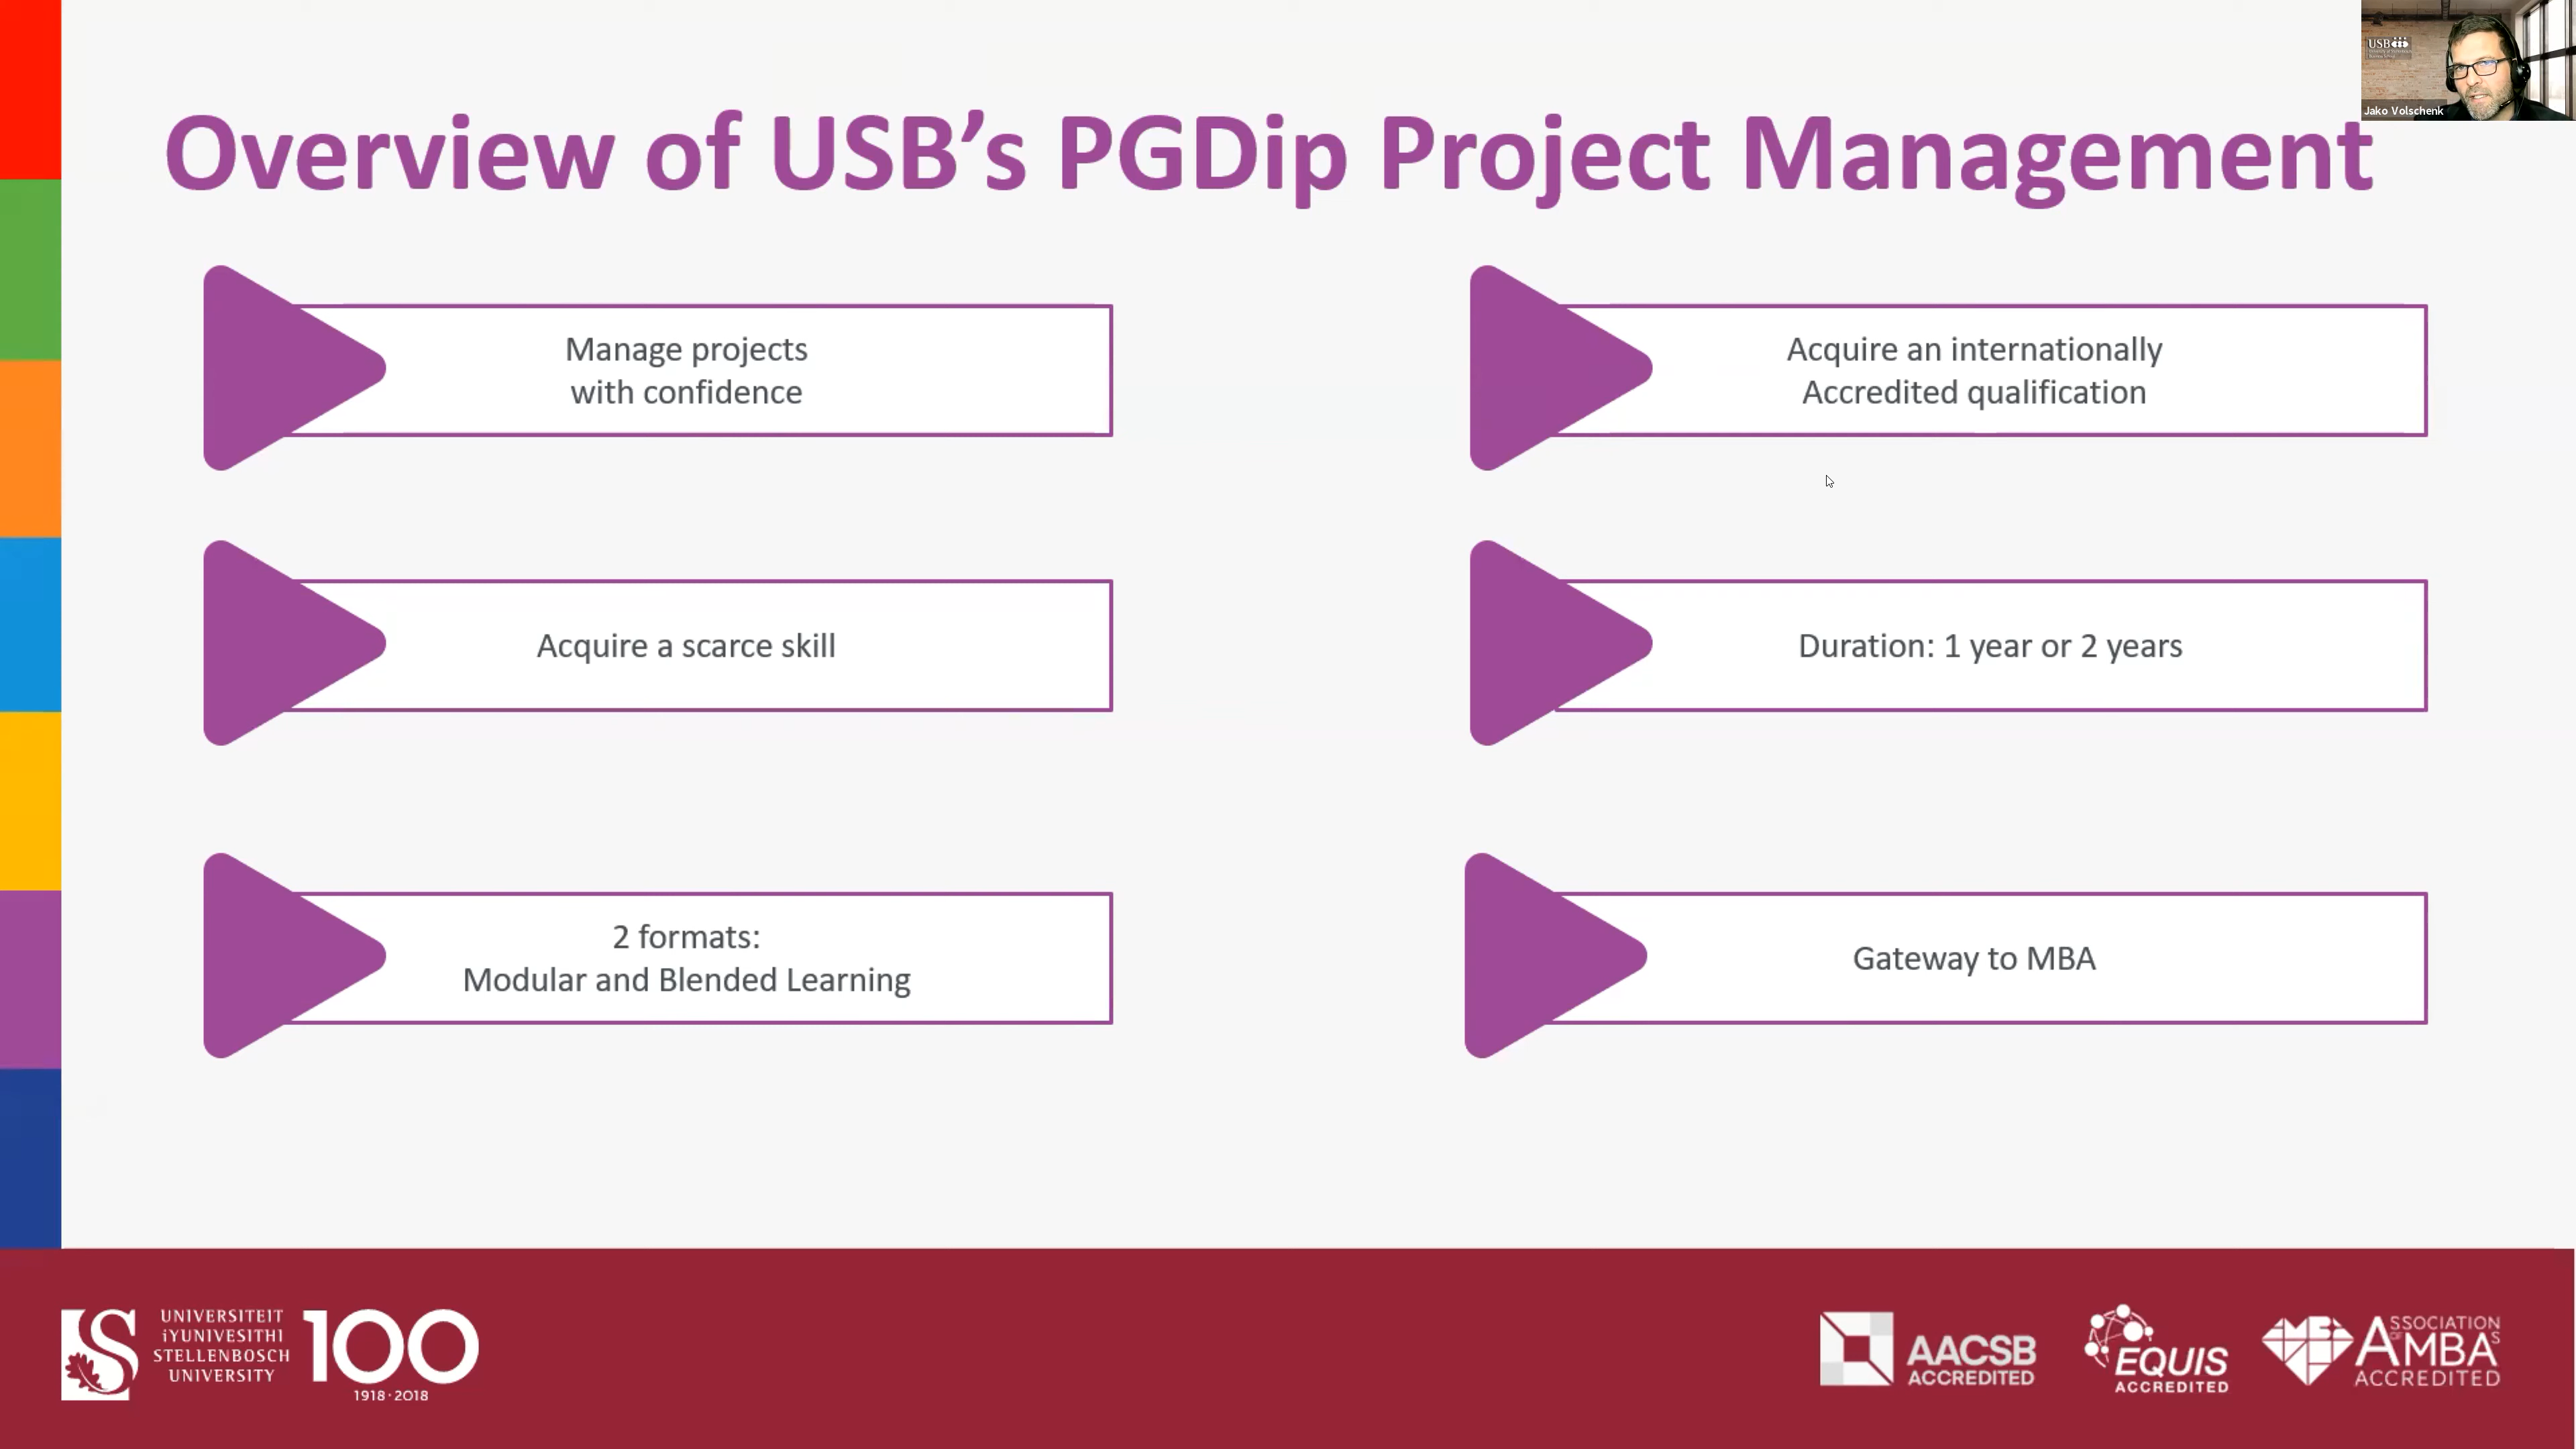 USB
Jako Volschenk
Overview of USB’s PGDip Project Management
Manage projects
with confidence
Acquire an internationally
Accredited qualification
Acquire a scarce skill
Duration: 1 year or 2 years
2 formats:
Modular and Blended Learning
Gateway to MBA
UNIVERSITEIT
iYUNIVESITHI
STELLENBOSCH
UNIVERSITY
100
1918·2018
AACSB
ACCREDITED
EQUIS
ACCREDITED
ASSOCIATION
OF MBAs
ACCREDITED